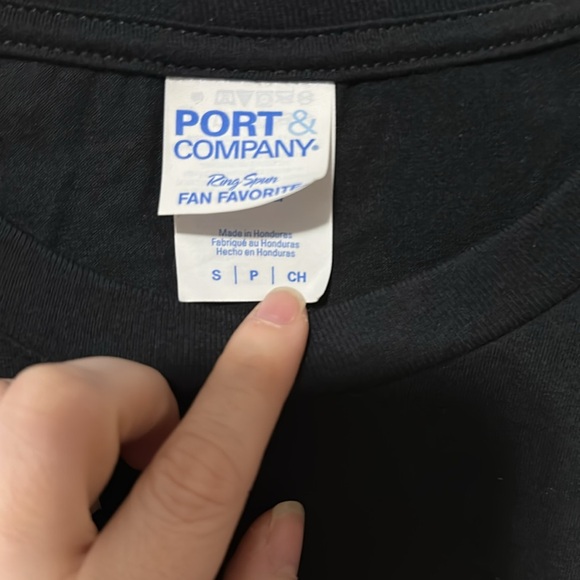 PORT &
COMPANY®
Ring Spun
FAN FAVORITE
Made in Honduras
Fabriqué au Honduras
Hecho en Honduras
S | P | CH